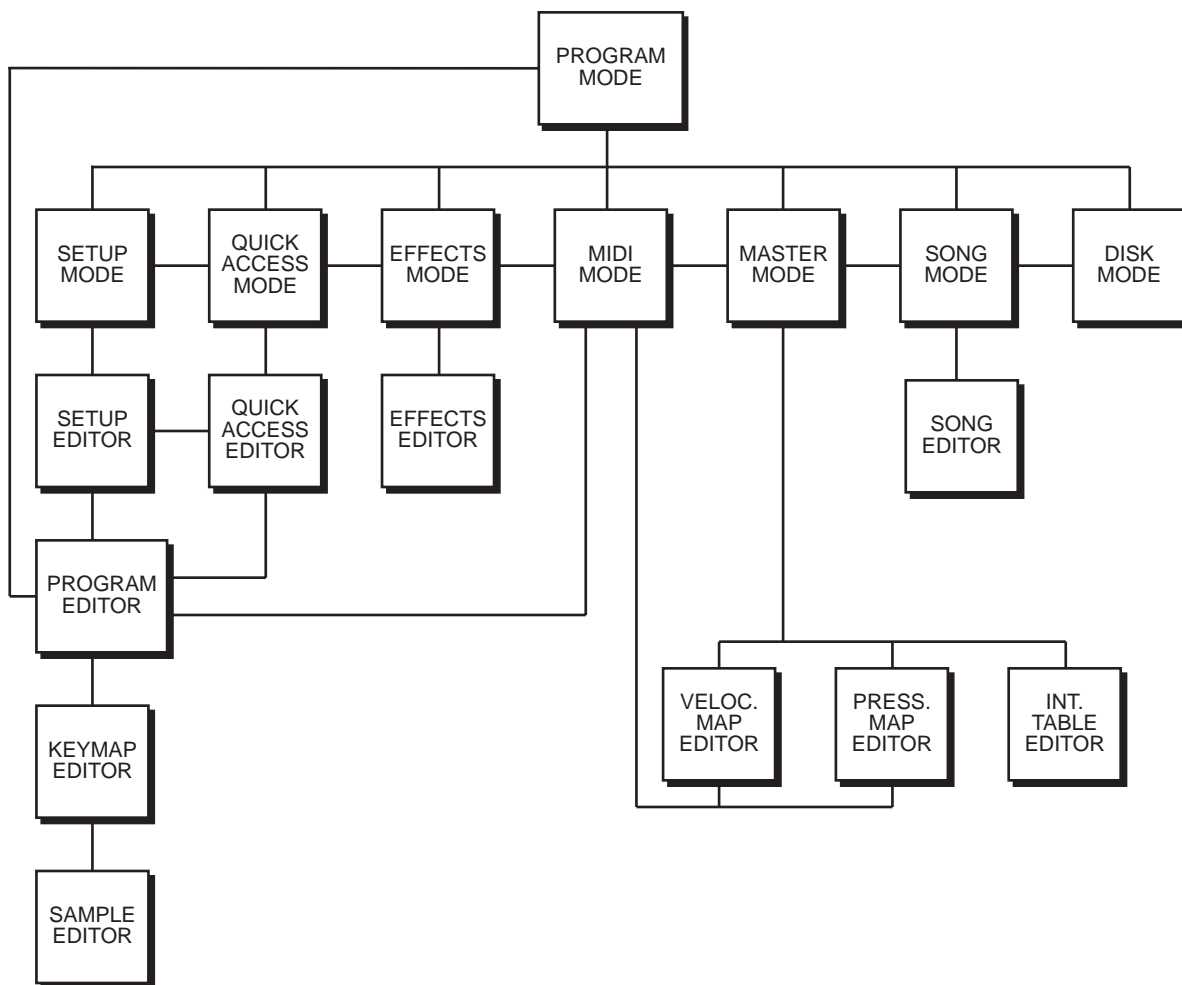 PROGRAM
MODE
SETUP
MODE
QUICK
ACCESS
MODE
EFFECTS
MODE
MIDI
MODE
MASTER
MODE
SONG
MODE
DISK
MODE
SETUP
EDITOR
QUICK
ACCESS
EDITOR
EFFECTS
EDITOR
SONG
EDITOR
PROGRAM
EDITOR
VELOC.
MAP
EDITOR
PRESS.
MAP
EDITOR
INT.
TABLE
EDITOR
KEYMAP
EDITOR
SAMPLE
EDITOR